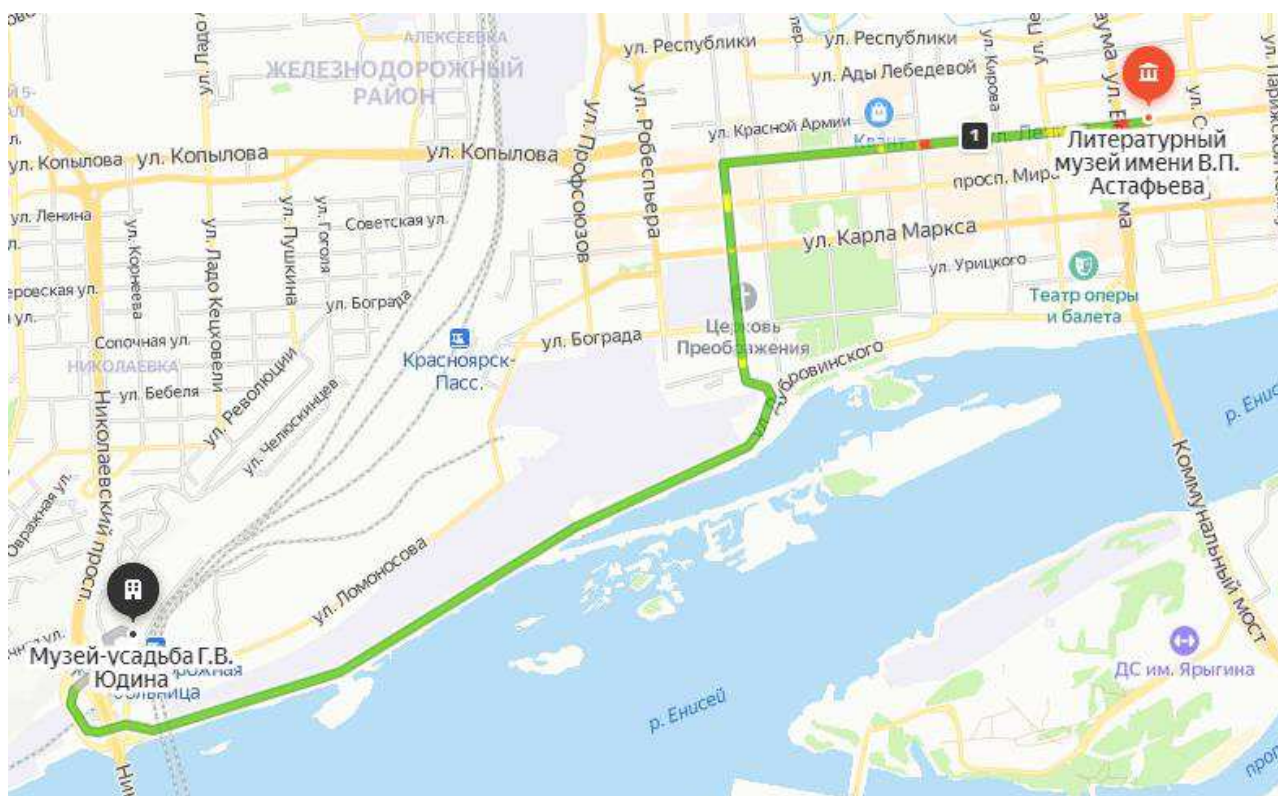 АЛЕКСЕЕВКА
ЖЕЛЕЗНОДОРОЖНЫЙ
РАЙОН
ул. Республики
ул. Республики
ул. Ады Лебедевой
ул. Кирова
ул. Красной Армии
Квант
1
Литературный
музей имени В.П.
Астафьева
просп. Мира
ул. Копылова
ул. Копылова
ул. Копылова
ул. Профсоюзов
ул. Робеспьера
ул. Ленина
ул. Корнеева
ул. Ладо Кецховели
ул. Пушкина
ул. Гоголя
Советская ул.
ул. Карла Маркса
ул. Урицкого
Театр оперы
и балета
ул. Бограда
ул. Бограда
Церковь
Преображения
Сопочная ул.
НИКОЛАЕВКА
ул. Бебеля
ул. Революции
ул. Челюскинцев
Красноярск-
Пасс.
ул. Дубровинского
Николаевский просп.
Овражная ул.
ул. Ломоносова
Музей-усадьба Г.В.
Юдина
больница
р. Енисей
Коммунальный мост
ДС им. Ярыгина